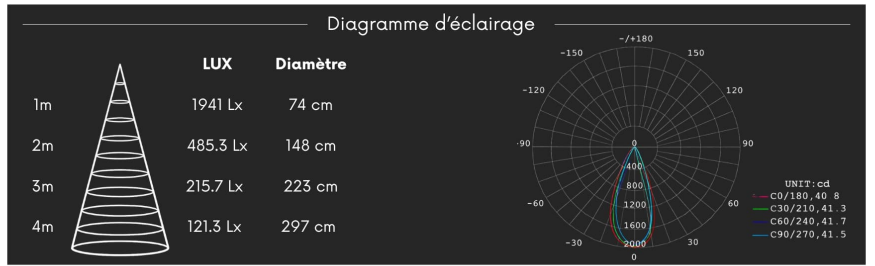 Diagramme d'éclairage
LUX Diamètre
1m 1941 Lx 74 cm
2m 485.3 Lx 148 cm
3m 215.7 Lx 223 cm
4m 121.3 Lx 297 cm
-/+180
-150 150
-120 120
-90 0 90
400
800
1200
1600
2000
-60 60
-30 30
0
UNIT:cd
C0/180,40 8
C30/210,41.3
C60/240,41.7
C90/270,41.5